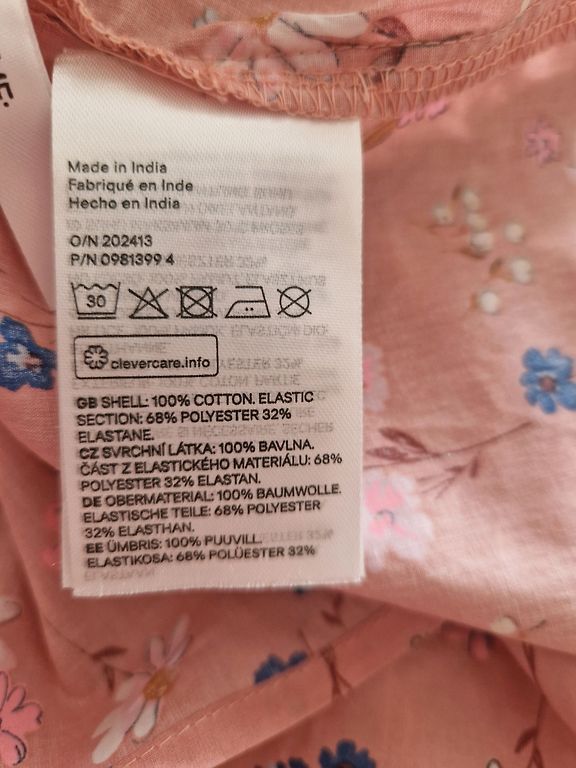 Made in India
Fabriqué en Inde
Hecho en India
O/N 202413
P/N 0981399 4
30
clevercare.info
GB SHELL: 100% COTTON. ELASTIC
SECTION: 68% POLYESTER 32%
ELASTANE.
CZ SVRCHNÍ LÁTKA: 100% BAVLNA.
ČÁST Z ELASTICKÉHO MATERIÁLU: 68%
POLYESTER 32% ELASTAN.
DE OBERMATERIAL: 100% BAUMWOLLE.
ELASTISCHE TEILE: 68% POLYESTER
32% ELASTHAN.
EE ÜMBRIS: 100% PUUVILL.
ELASTIKOSA: 68% POLÜESTER 32%